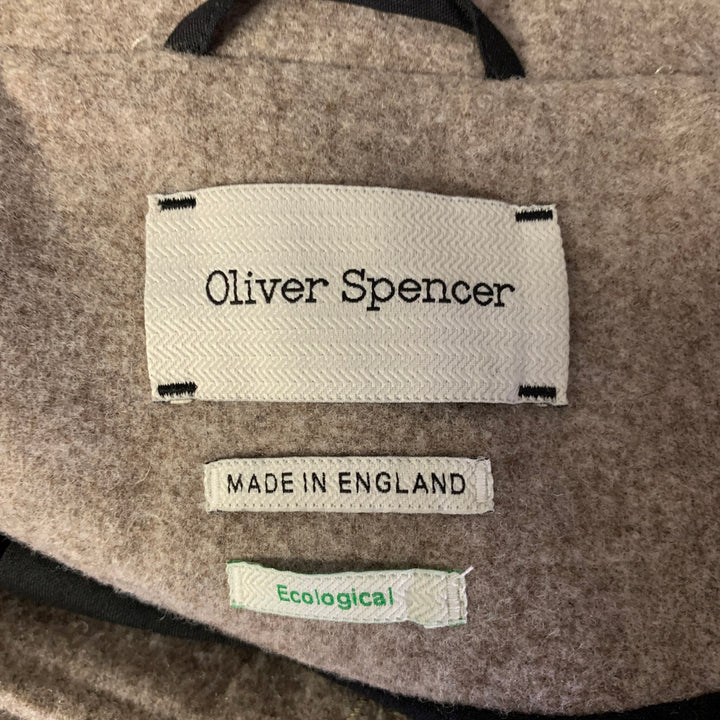 Oliver Spencer
MADE IN ENGLAND
Ecological